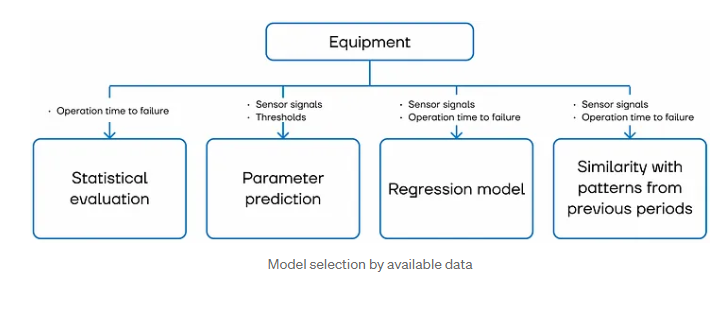 Equipment
· Operation time to failure
· Sensor signals
· Thresholds
· Sensor signals
· Operation time to failure
· Sensor signals
· Operation time to failure
Statistical
evaluation
Parameter
prediction
Regression model
Similarity with
patterns from
previous periods
Model selection by available data